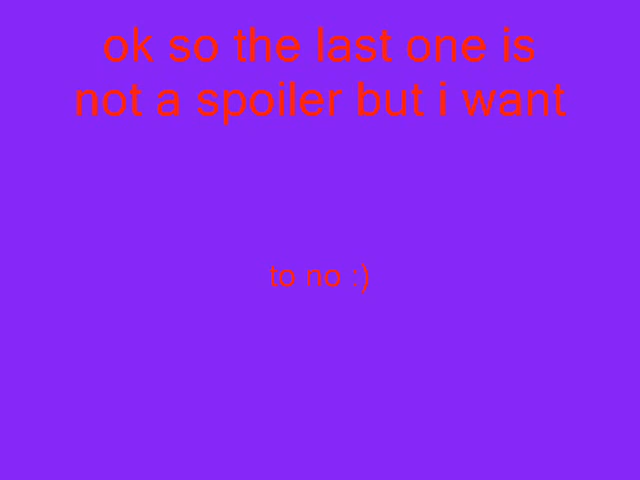 ok so the last one is
not a spoiler but i want
to no :)